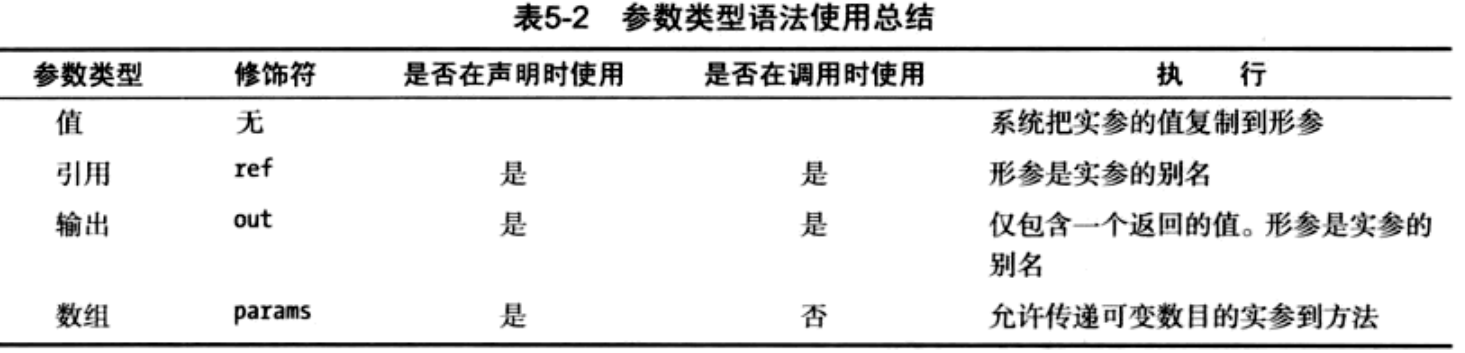 表5-2 参数类型语法使用总结
参数类型 修饰符 是否在声明时使用 是否在调用时使用 执 行
值 无 系统把实参的值复制到形参
引用 ref 是 是 形参是实参的别名
输出 out 是 是 仅包含一个返回的值。形参是实参的
别名
数组 params 是 否 允许传递可变数目的实参到方法